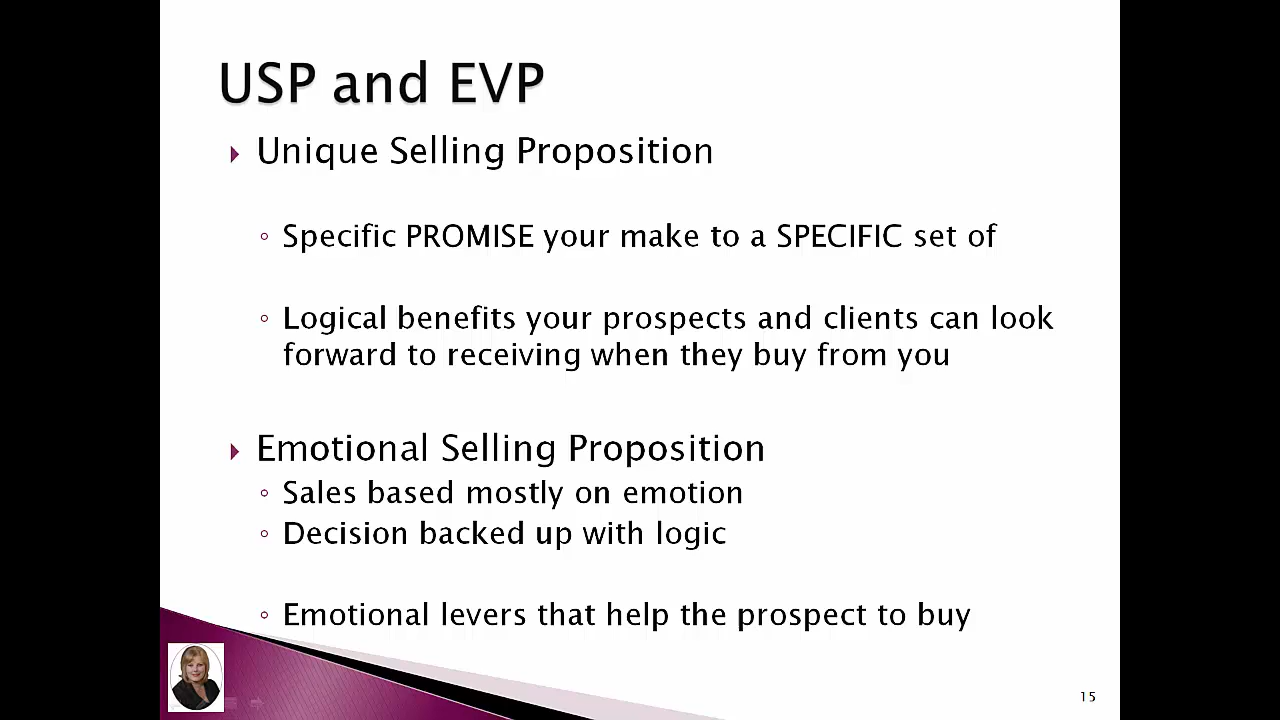 USP and EVP
Unique Selling Proposition
Specific PROMISE your make to a SPECIFIC set of
Logical benefits your prospects and clients can look
forward to receiving when they buy from you
Emotional Selling Proposition
Sales based mostly on emotion
Decision backed up with logic
Emotional levers that help the prospect to buy
15